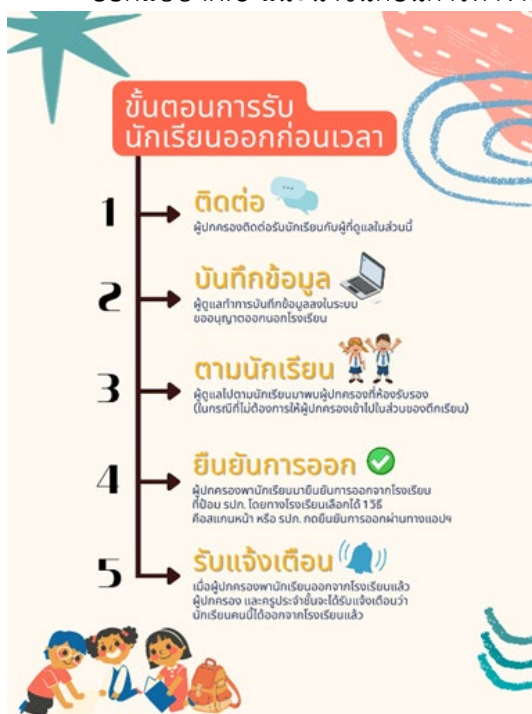 ขั้นตอนการรับ
นักเรียนออกก่อนเวลา
1
ติดต่อ
ผู้ปกครองติดต่อรับนักเรียนกับผู้ที่ดูแลในส่วนนี้
2
บันทึกข้อมูล
ผู้ดูแลทำการบันทึกข้อมูลลงในระบบ
ขออนุญาตออกนอกโรงเรียน
3
ตามนักเรียน
ผู้ดูแลไปตามนักเรียนมาพบผู้ปกครองที่ห้องรับรอง
(ในกรณีที่ไม่ต้องการให้ผู้ปกครองเข้าไปในส่วนของตึกเรียน)
4
ยืนยันการออก
ผู้ปกครองพานักเรียนมายืนยันการออกจากโรงเรียน
ที่ป้อม รปภ. โดยทางโรงเรียนเลือกได้ 1 วิธี
คือสแกนหน้า หรือ รปภ. กดยืนยันการออกผ่านทางแอปฯ
5
รับแจ้งเตือน
เมื่อผู้ปกครองพานักเรียนออกจากโรงเรียนแล้ว
ผู้ปกครอง และครูประจำชั้นจะได้รับแจ้งเตือนว่า
นักเรียนคนนี้ได้ออกจากโรงเรียนแล้ว